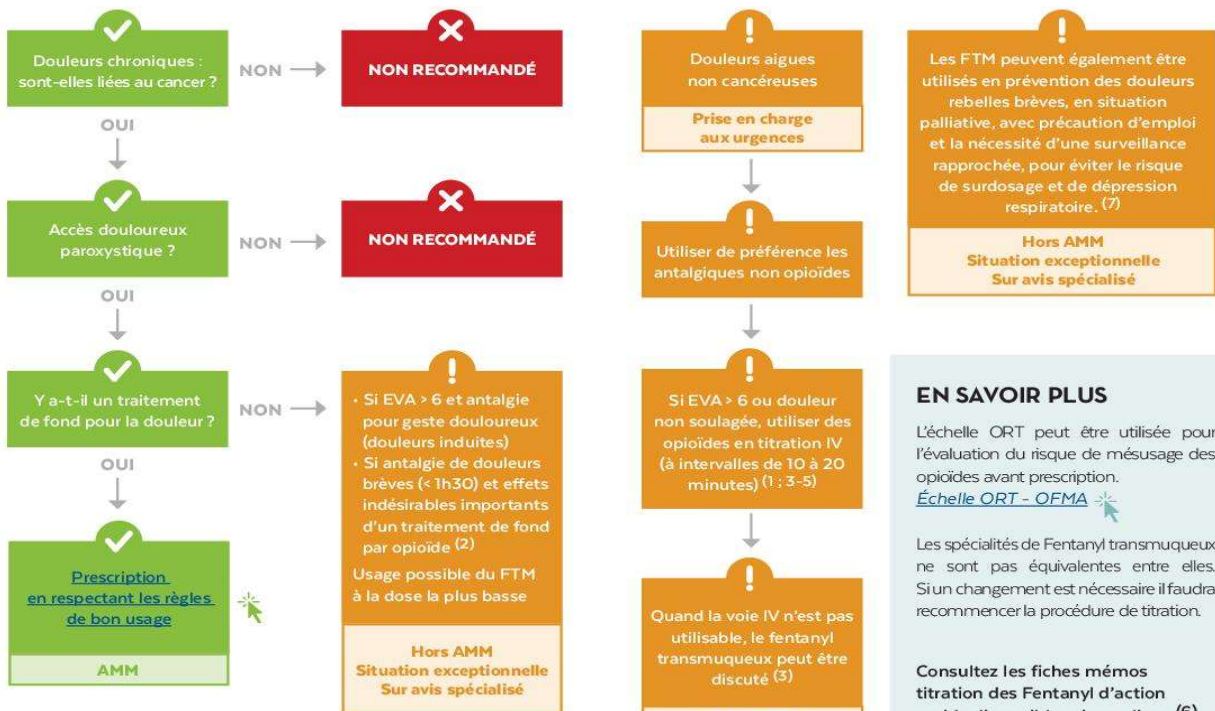 Douleurs chroniques :
sont-elles liées au cancer ?
NON
NON RECOMMANDÉ
OUI
Accès douloureux
paroxystique ?
NON
NON RECOMMANDÉ
OUI
Y a-t-il un traitement
de fond pour la douleur ?
NON
• Si EVA > 6 et antalgie
pour geste douloureux
(douleurs induites)
• Si antalgie de douleurs
brèves (< 1h30) et effets
indésirables importants
d'un traitement de fond
par opioïde (2)
Usage possible du FTM
à la dose la plus basse
Hors AMM
Situation exceptionnelle
Sur avis spécialisé
OUI
Prescription
en respectant les règles
de bon usage
AMM
Douleurs aigues
non cancéreuses
Prise en charge
aux urgences
Utiliser de préférence les
antalgiques non opioïdes
Si EVA > 6 ou douleur
non soulagée, utiliser des
opioïdes en titration IV
(à intervalles de 10 à 20
minutes) (1 ; 3-5)
Quand la voie IV n'est pas
utilisable, le fentanyl
transmuqueux peut être
discuté (3)
Les FTM peuvent également être
utilisés en prévention des douleurs
rebelles brèves, en situation
palliative, avec précaution d'emploi
et la nécessité d'une surveillance
rapprochée, pour éviter le risque
de surdosage et de dépression
respiratoire. (7)
Hors AMM
Situation exceptionnelle
Sur avis spécialisé
EN SAVOIR PLUS
L'échelle ORT peut être utilisée pour
l'évaluation du risque de mésusage des
opioïdes avant prescription.
Échelle ORT - OFMA
Les spécialités de Fentanyl transmuqueux
ne sont pas équivalentes entre elles.
Si un changement est nécessaire il faudra
recommencer la procédure de titration.
Consultez les fiches mémos
titration des Fentanyl d'action
(6)